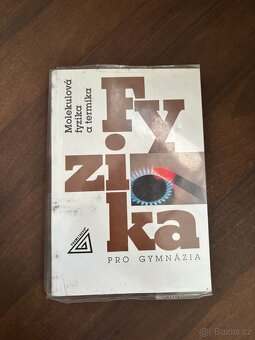 Molekulová
fyzika
a termika
Fy
zi
ka
PRO GYMNÁZIA
© Bazos.cz